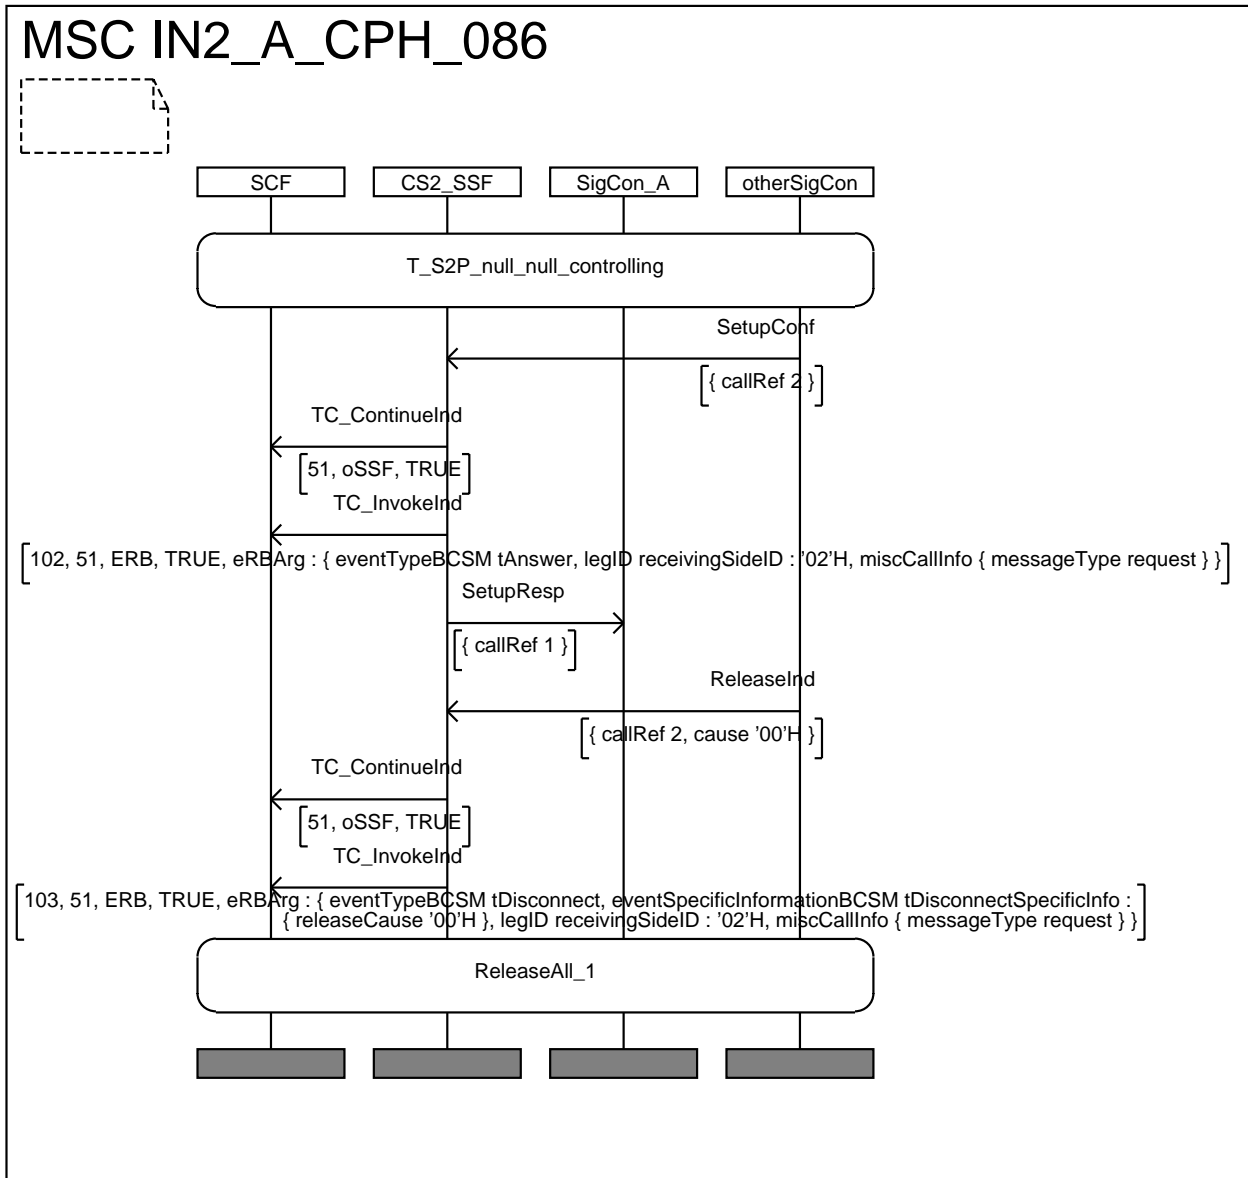 MSC IN2_A_CPH_086
SCF
CS2_SSF
SigCon_A
otherSigCon
T_S2P_null_null_controlling
SetupConf
{ callRef 2 }
TC_ContinueInd
51, oSSF, TRUE
TC_InvokeInd
102, 51, ERB, TRUE, eRBArg : { eventTypeBCSM tAnswer, legID receivingSideID : '02'H, miscCallInfo { messageType request } }
SetupResp
{ callRef 1 }
ReleaseInd
{ callRef 2, cause '00'H }
TC_ContinueInd
51, oSSF, TRUE
TC_InvokeInd
103, 51, ERB, TRUE, eRBArg : { eventTypeBCSM tDisconnect, eventSpecificInformationBCSM tDisconnectSpecificInfo :
{ releaseCause '00'H }, legID receivingSideID : '02'H, miscCallInfo { messageType request } }
ReleaseAll_1